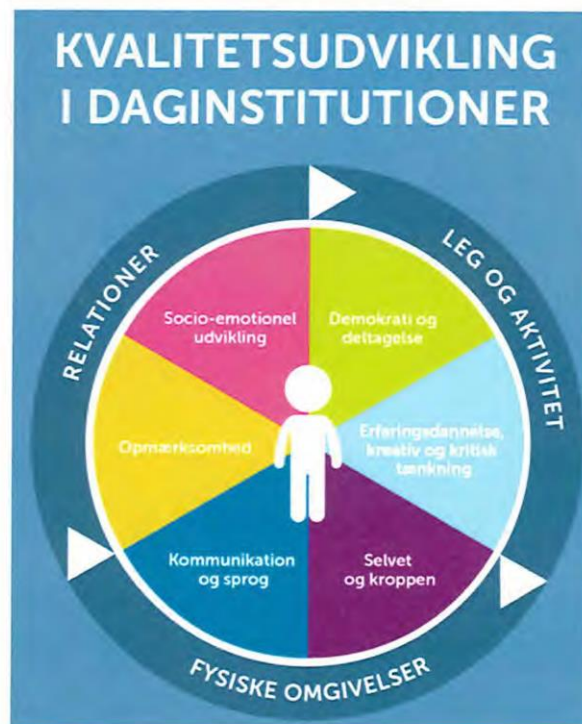 KVALITETSUDVIKLING
I DAGINSTITUTIONER
RELATIONER
LEG OG AKTIVITET
Socio-emotionel
udvikling
Demokrati og
deltagelse
Opmærksomhed
Erfaringsdannelse,
kreativ og kritisk
tænkning
Kommunikation
og sprog
Selvet
og kroppen
FYSISKE OMGIVELSER